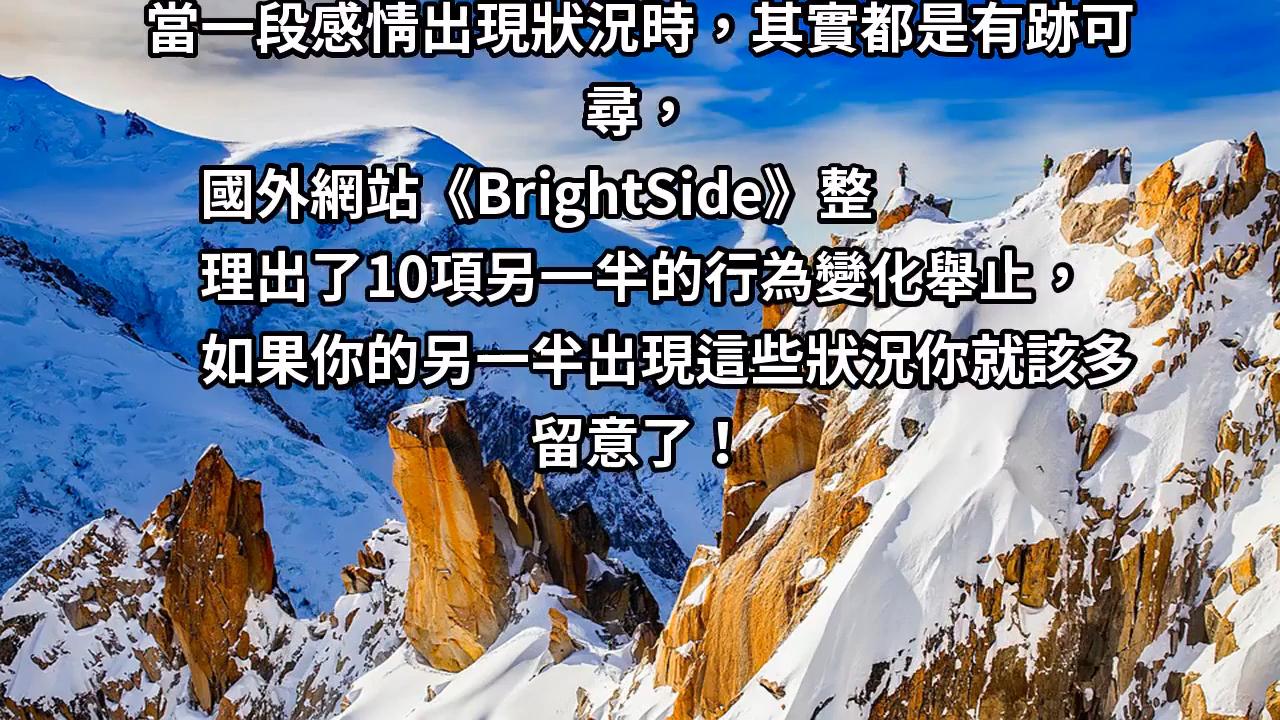 當一段感情出現狀況時，其實都是有跡可
尋，
國外網站《BrightSide》整
理出了10項另一半的行為變化舉止，
如果你的另一半出現這些狀況你就該多
留意了！